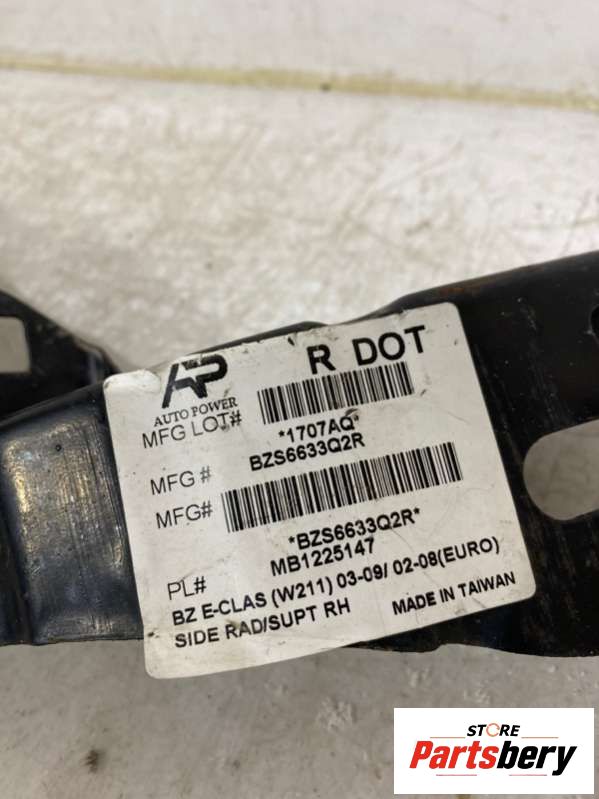 AP
R DOT
AUTO POWER
MFG LOT#
*1707AQ*
MFG # BZS6633Q2R
MFG#
*BZS6633Q2R*
PL# MB1225147
BZ E-CLAS (W211) 03-09/ 02-08(EURO)
SIDE RAD/SUPT RH MADE IN TAIWAN
STORE
Partsbery